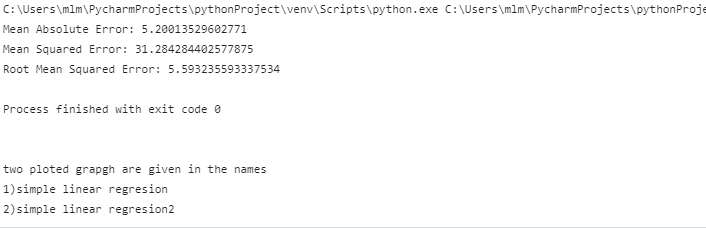 C:\Users\mlm\PycharmProjects\pythonProject\venv\Scripts\python.exe C:\Users\mlm\PycharmProjects\pythonProje
Mean Absolute Error: 5.20013529602771
Mean Squared Error: 31.284284402577875
Root Mean Squared Error: 5.593235593337534
Process finished with exit code 0
two ploted grapgh are given in the names
1)simple linear regresion
2)simple linear regresion2